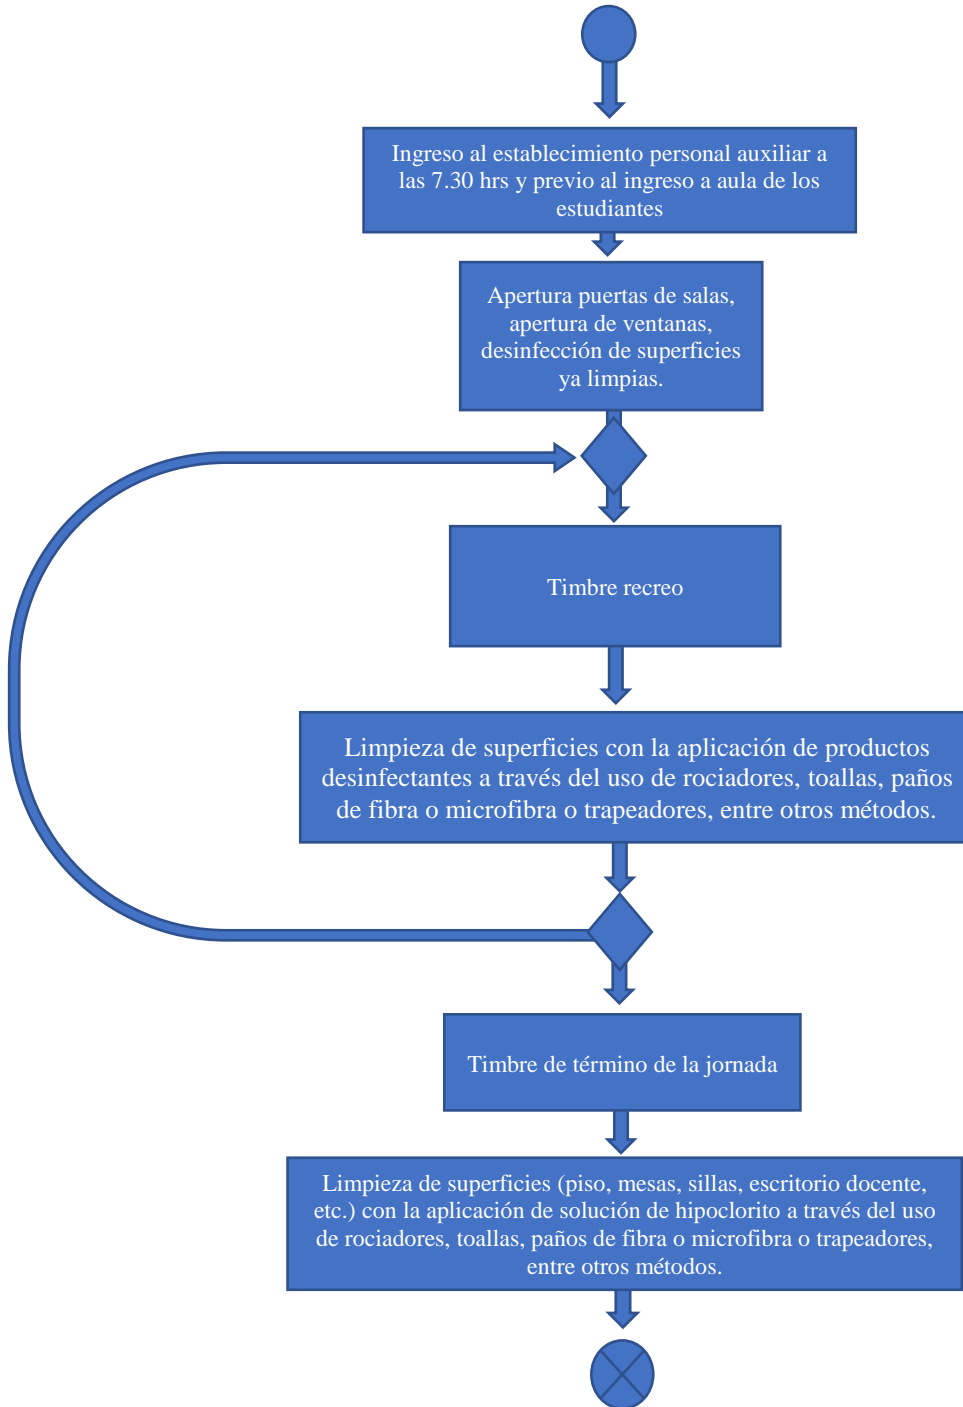 Ingreso al establecimiento personal auxiliar a
las 7.30 hrs y previo al ingreso a aula de los
estudiantes
Apertura puertas de salas,
apertura de ventanas,
desinfección de superficies
ya limpias.
Timbre recreo
Limpieza de superficies con la aplicación de productos
desinfectantes a través del uso de rociadores, toallas, paños
de fibra o microfibra o trapeadores, entre otros métodos.
Timbre de término de la jornada
Limpieza de superficies (piso, mesas, sillas, escritorio docente,
etc.) con la aplicación de solución de hipoclorito a través del uso
de rociadores, toallas, paños de fibra o microfibra o trapeadores,
entre otros métodos.